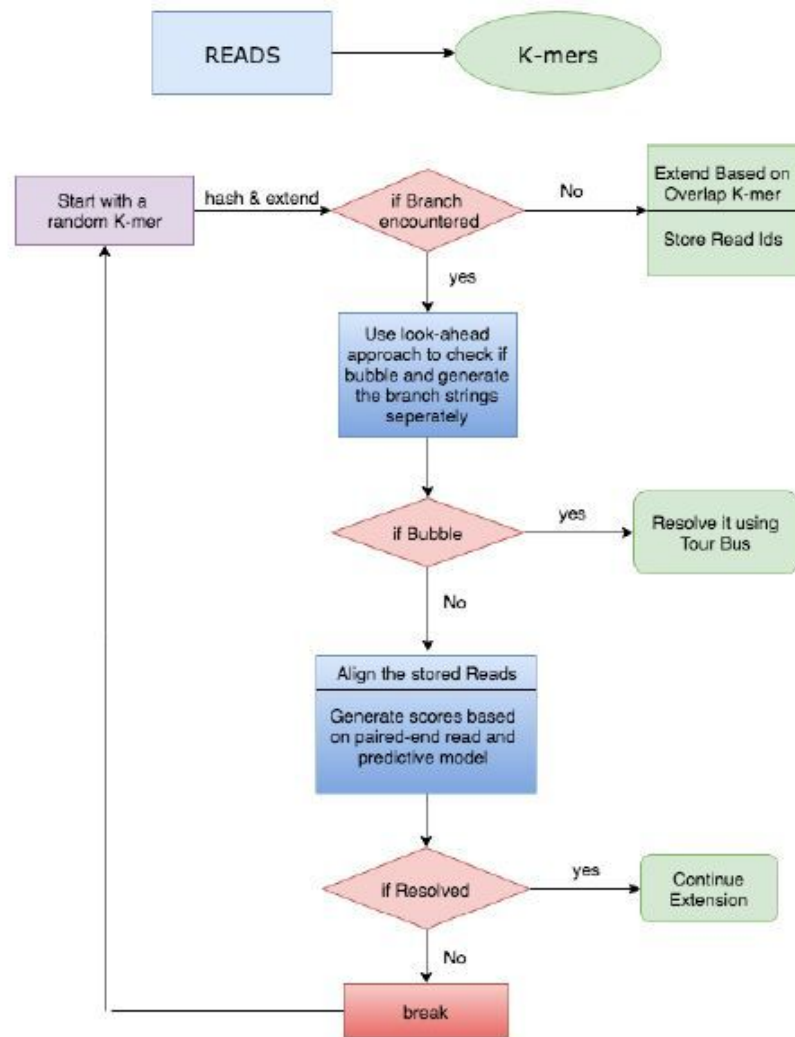 READS
K-mers
Start with a
random K-mer
hash & extend
if Branch
encountered
No
Extend Based on
Overlap K-mer
Store Read Ids
yes
Use look-ahead
approach to check if
bubble and generate
the branch strings
seperately
if Bubble
yes
Resolve it using
Tour Bus
No
Align the stored Reads
Generate scores based
on paired-end read and
predictive model
if Resolved
yes
Continue
Extension
No
break